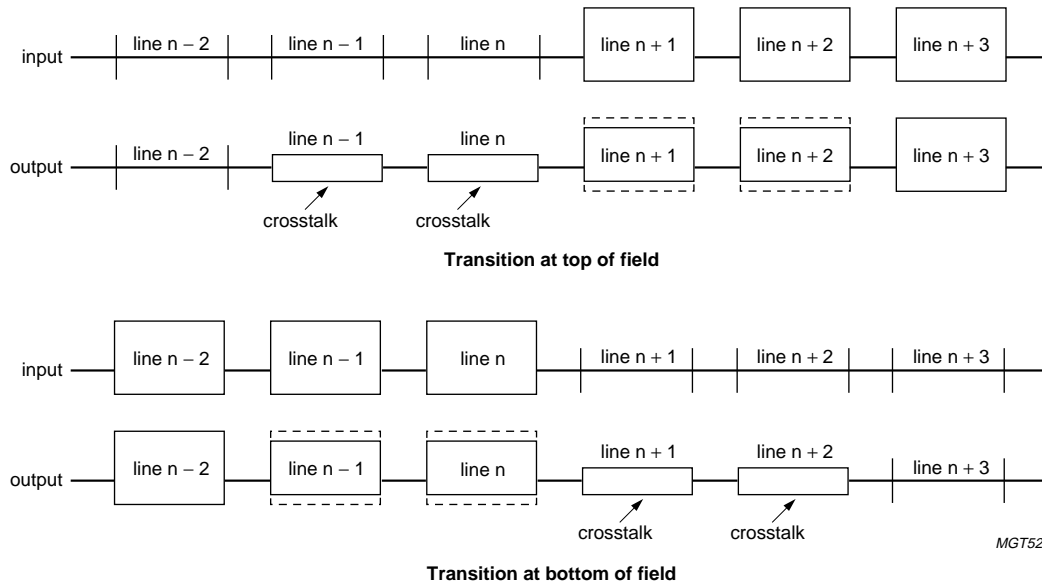 input line n − 2 line n − 1 line n line n + 1 line n + 2 line n + 3
output line n − 2 line n − 1 line n line n + 1 line n + 2 line n + 3
crosstalk crosstalk
Transition at top of field
input line n − 2 line n − 1 line n line n + 1 line n + 2 line n + 3
output line n − 2 line n − 1 line n line n + 1 line n + 2 line n + 3
crosstalk crosstalk
MGT52
Transition at bottom of field